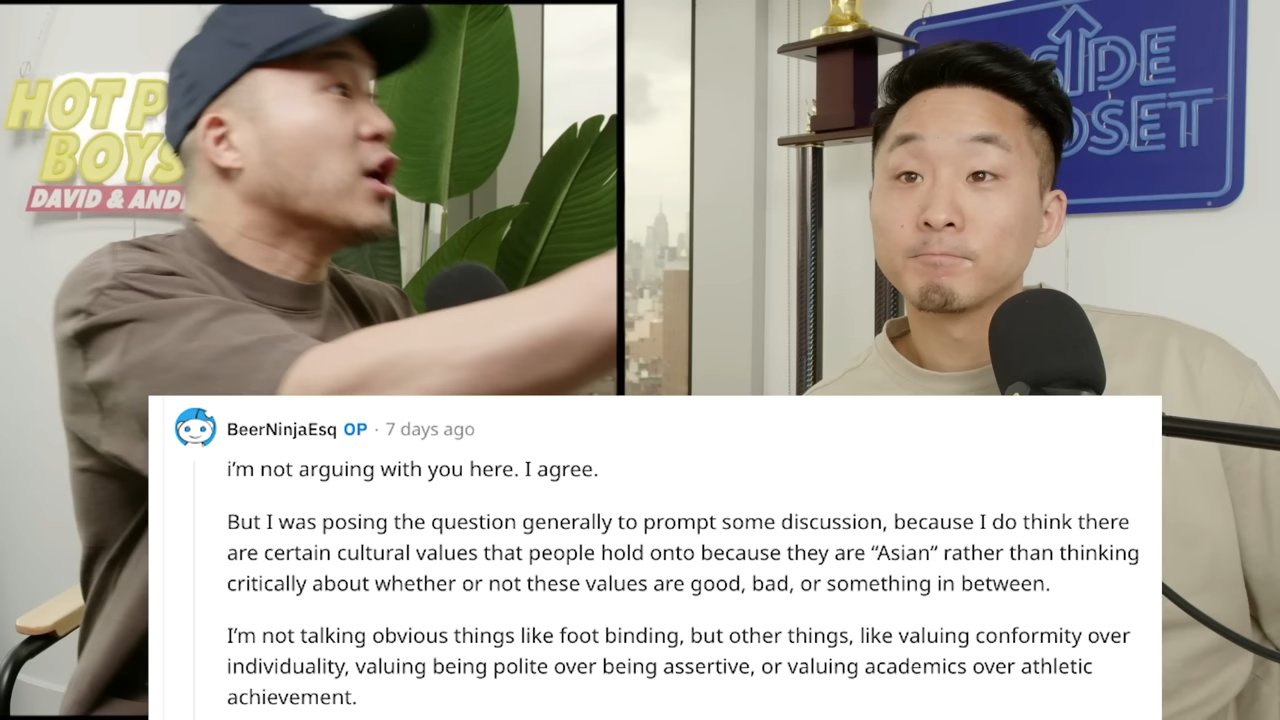 HOT P
BOYS
DAVID & AND
BeerNinjaEsq OP · 7 days ago
i’m not arguing with you here. I agree.
But I was posing the question generally to prompt some discussion, because I do think there
are certain cultural values that people hold onto because they are “Asian“ rather than thinking
critically about whether or not these values are good, bad, or something in between.
I’m not talking obvious things like foot binding, but other things, like valuing conformity over
individuality, valuing being polite over being assertive, or valuing academics over athletic
achievement.